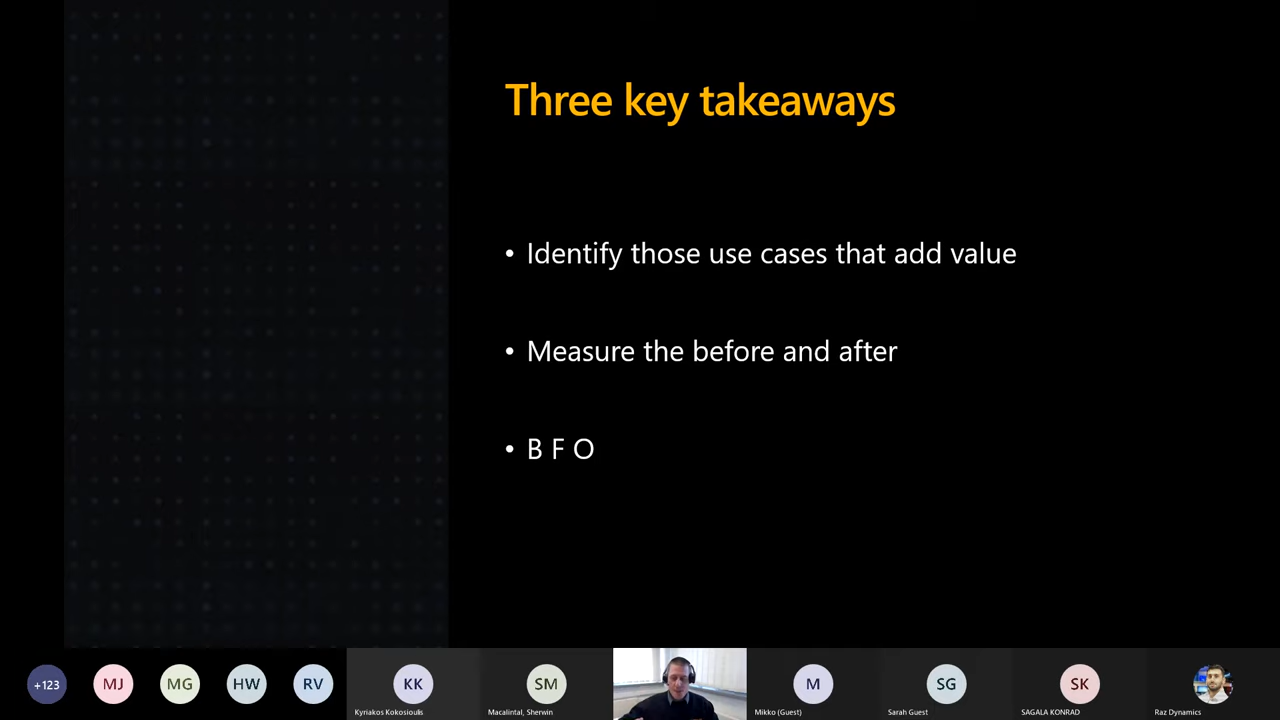 Three key takeaways
• Identify those use cases that add value
• Measure the before and after
• B F O
+123
MJ
MG
HW
RV
KK
SM
M
SG
SK
Kyriakos Kokosioulis
Macalintal, Sherwin
Mikko (Guest)
Sarah Guest
SAGALA KONRAD
Raz Dynamics